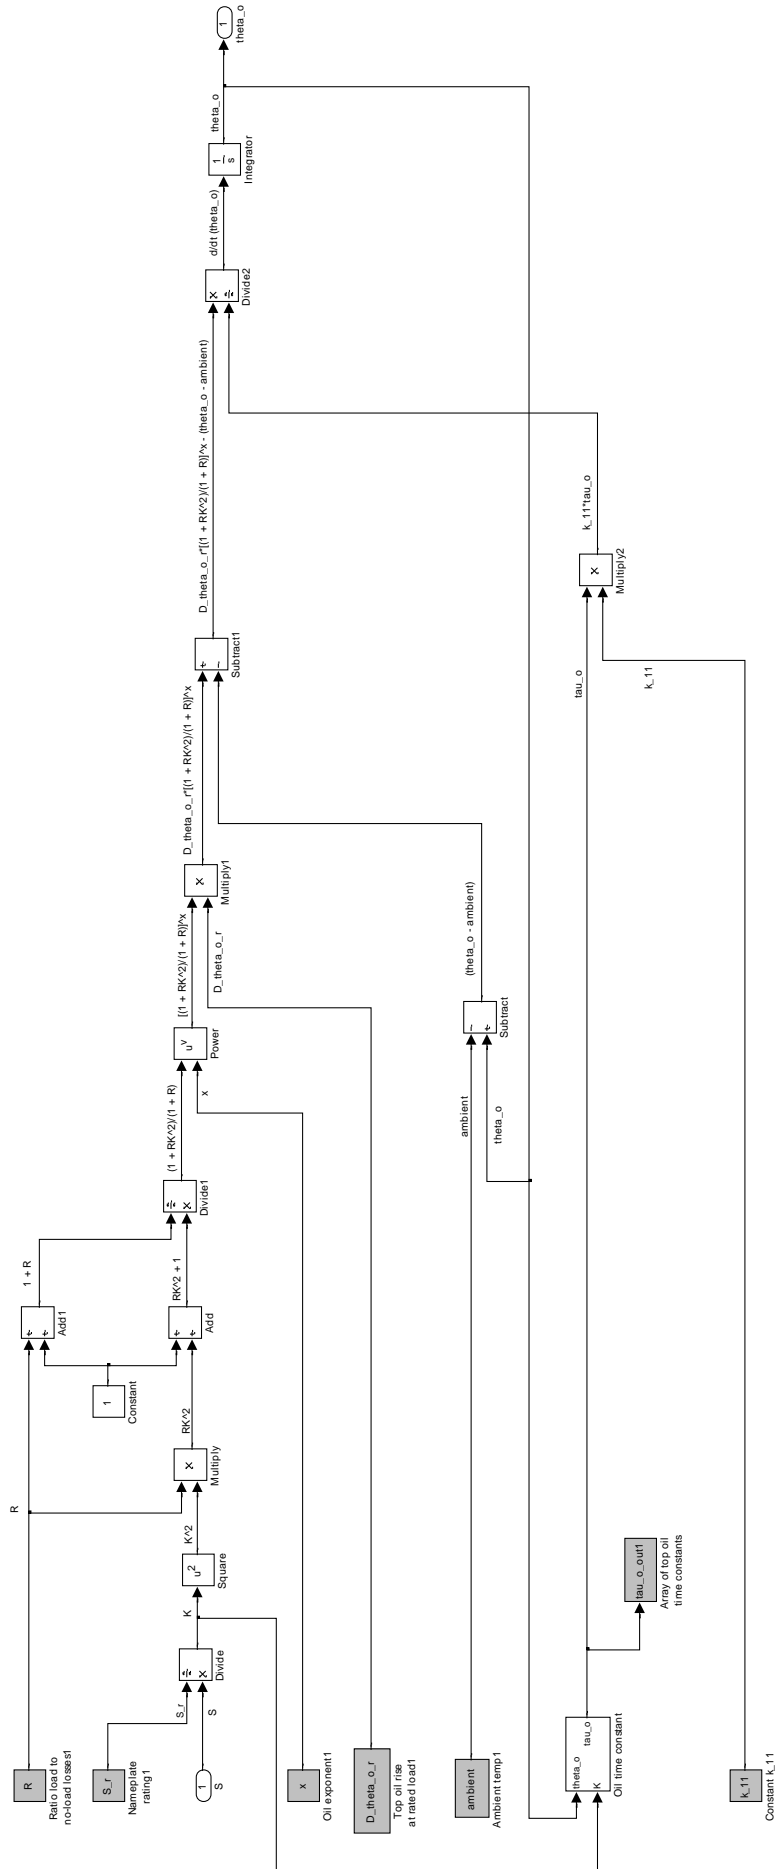 R
Ratio load to
no-load losses1
S_r
Nameplate
rating1
1
S
x
Oil exponent1
D_theta_o_r
Top oil rise
at rated load1
ambient
Ambient temp1
theta_o
K
tau_o
Oil time constant
k_11
Constant k_11
S_r
S
÷
×
Divide
K
u²
Square
K^2
R
×
Multiply
RK^2
1
Constant
+
+
Add1
1 + R
+
+
Add
RK^2 + 1
÷
×
Divide1
(1 + RK^2)/(1 + R)
x
u^v
Power
[(1 + RK^2)/(1 + R)]^x
D_theta_o_r
×
Multiply1
D_theta_o_r*[(1 + RK^2)/(1 + R)]^x
ambient
theta_o
−
+
Subtract
(theta_o - ambient)
+
−
Subtract1
D_theta_o_r*[(1 + RK^2)/(1 + R)]^x - (theta_o - ambient)
tau_o_out1
Array of top oil
time constants
tau_o
k_11
×
Multiply2
k_11*tau_o
×
÷
Divide2
d/dt (theta_o)
1
s
Integrator
theta_o
1
theta_o